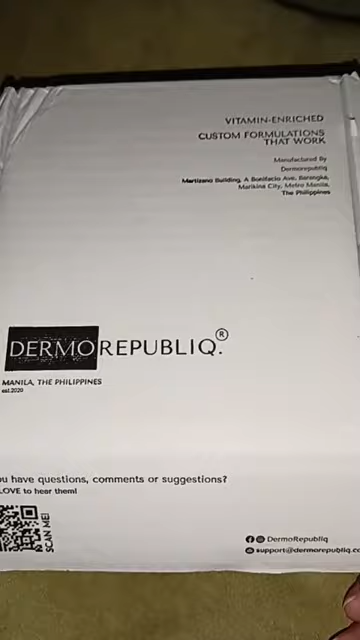 VITAMIN-ENRICHED
CUSTOM FORMULATIONS
THAT WORK
Manufactured By
Dermorepubliq
Martizano Building, A Bonifacio Ave, Barangka,
Marikina City, Metro Manila,
The Philippines
DERMOREPUBLIQ.®
MANILA, THE PHILIPPINES
est.2020
u have questions, comments or suggestions?
LOVE to hear them!
SCAN ME!
DermoRepubliq
support@dermorepubliq.co